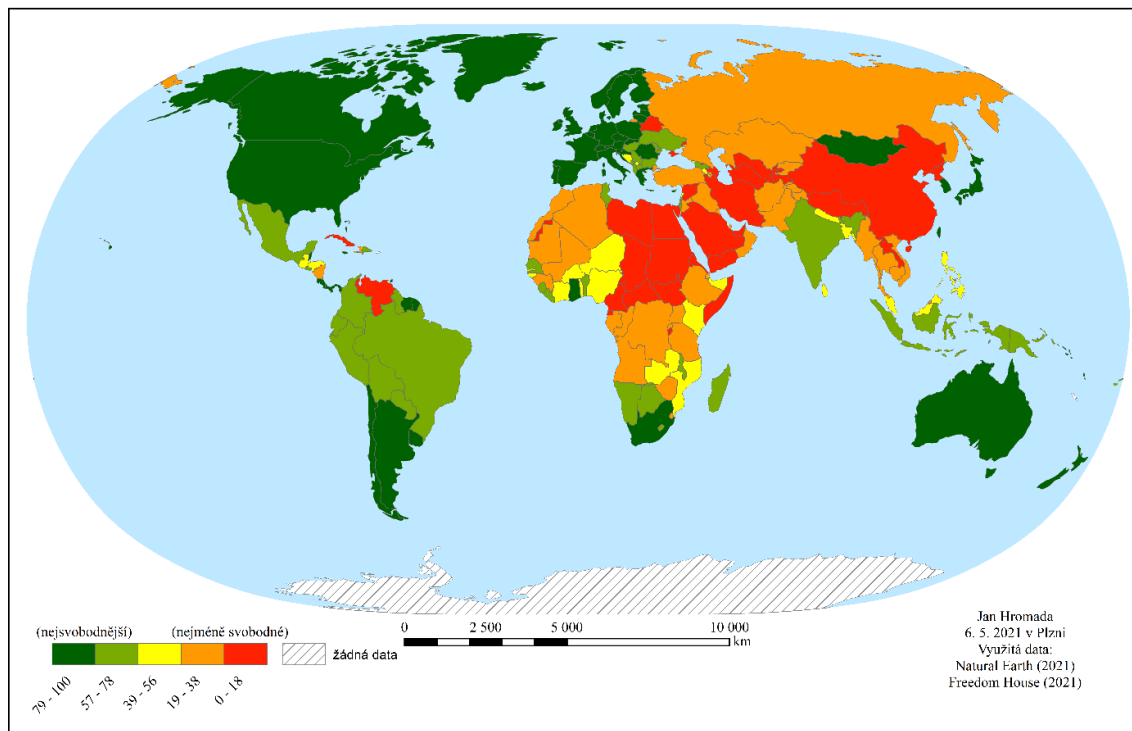 (nejsvobodnější) (nejméně svobodné)
79 - 100
57 - 78
39 - 56
19 - 38
0 - 18
žádná data
0 2 500 5 000 10 000
km
Jan Hromada
6. 5. 2021 v Plzni
Využitá data:
Natural Earth (2021)
Freedom House (2021)